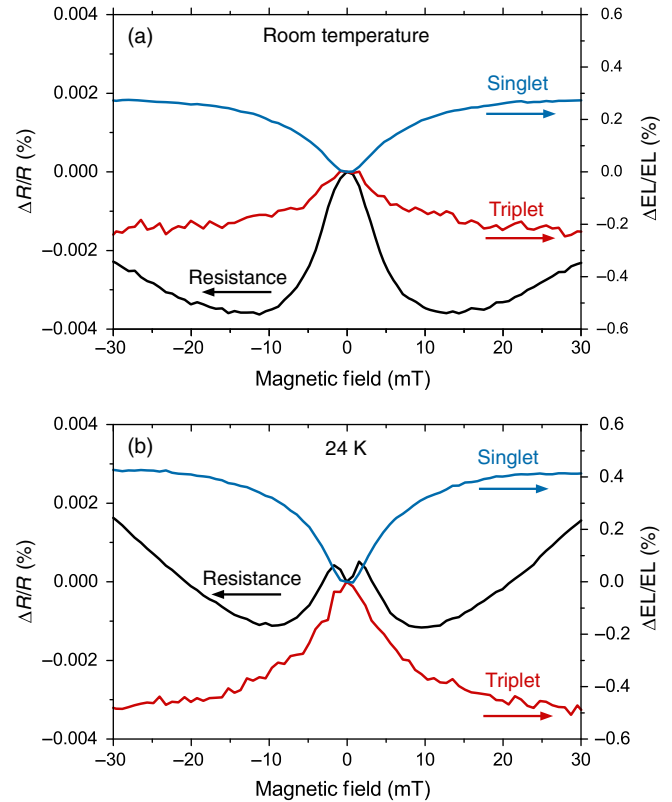 (a)
Room temperature
Singlet
Triplet
Resistance
0.004
0.002
0.000
–0.002
–0.004
ΔR/R (%)
0.6
0.4
0.2
0.0
–0.2
–0.4
–0.6
ΔEL/EL (%)
–30 –20 –10 0 10 20 30
Magnetic field (mT)
(b)
24 K
Singlet
Resistance
Triplet
0.004
0.002
0.000
–0.002
–0.004
ΔR/R (%)
0.6
0.4
0.2
0.0
–0.2
–0.4
–0.6
ΔEL/EL (%)
–30 –20 –10 0 10 20 30
Magnetic field (mT)